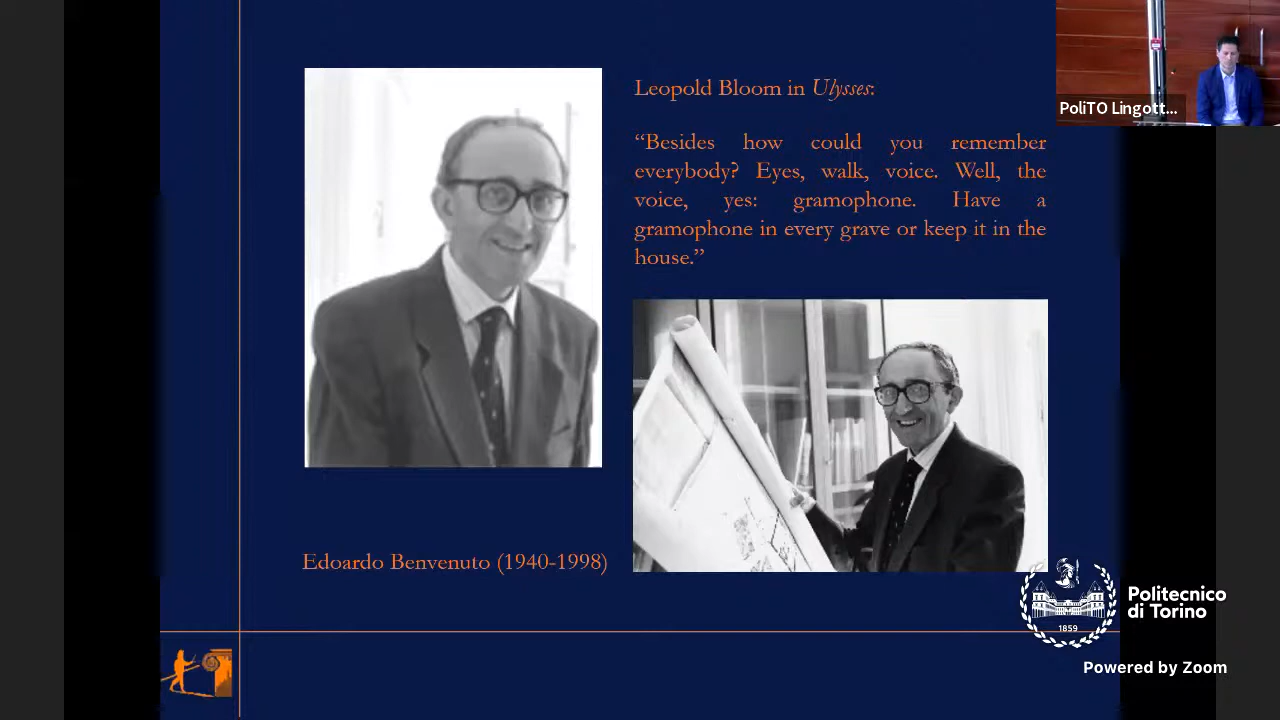 Leopold Bloom in Ulysses:
“Besides how could you remember
everybody? Eyes, walk, voice. Well, the
voice, yes: gramophone. Have a
gramophone in every grave or keep it in the
house.”
Edoardo Benvenuto (1940-1998)
PoliTO Lingott...
Politecnico
di Torino
1859
Powered by Zoom